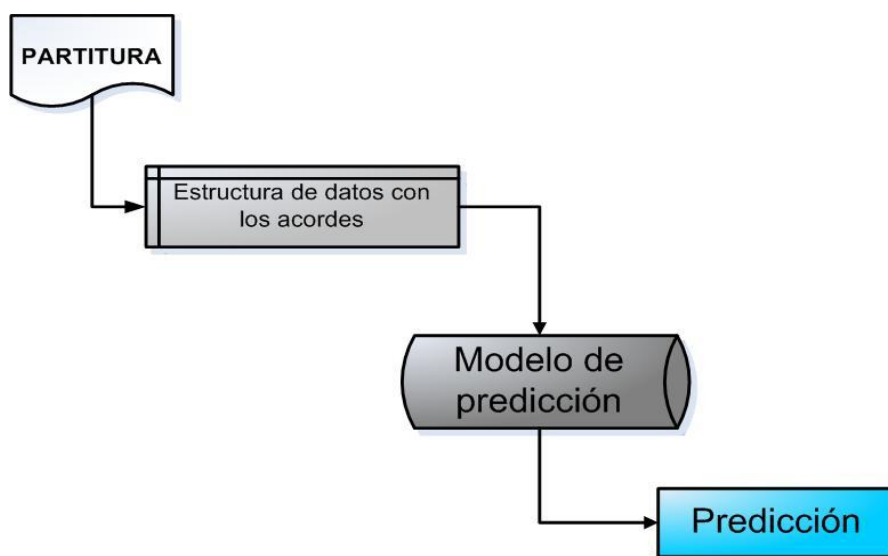 PARTITURA
Estructura de datos con
los acordes
Modelo de
predicción
Predicción